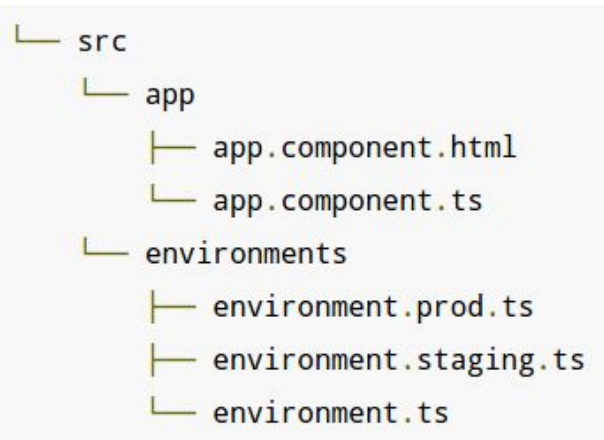 └── src
    └── app
        ├── app.component.html
        └── app.component.ts
    └── environments
        ├── environment.prod.ts
        ├── environment.staging.ts
        └── environment.ts